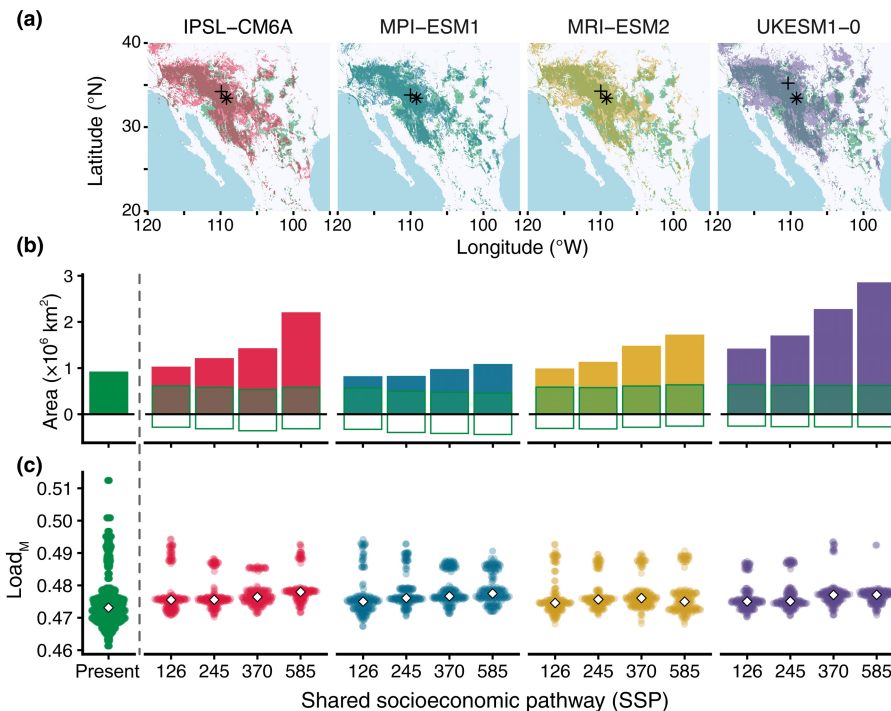 (a)
IPSL–CM6A MPI–ESM1 MRI–ESM2 UKESM1–0
Latitude (°N)
40
30
20
120 110 100 120 110 100 120 110 100 120 110 100
Longitude (°W)
(b)
Area (×10⁶ km²)
3
2
1
0
(c)
Load_M
0.51
0.50
0.49
0.48
0.47
0.46
Present 126 245 370 585 126 245 370 585 126 245 370 585 126 245 370 585
Shared socioeconomic pathway (SSP)